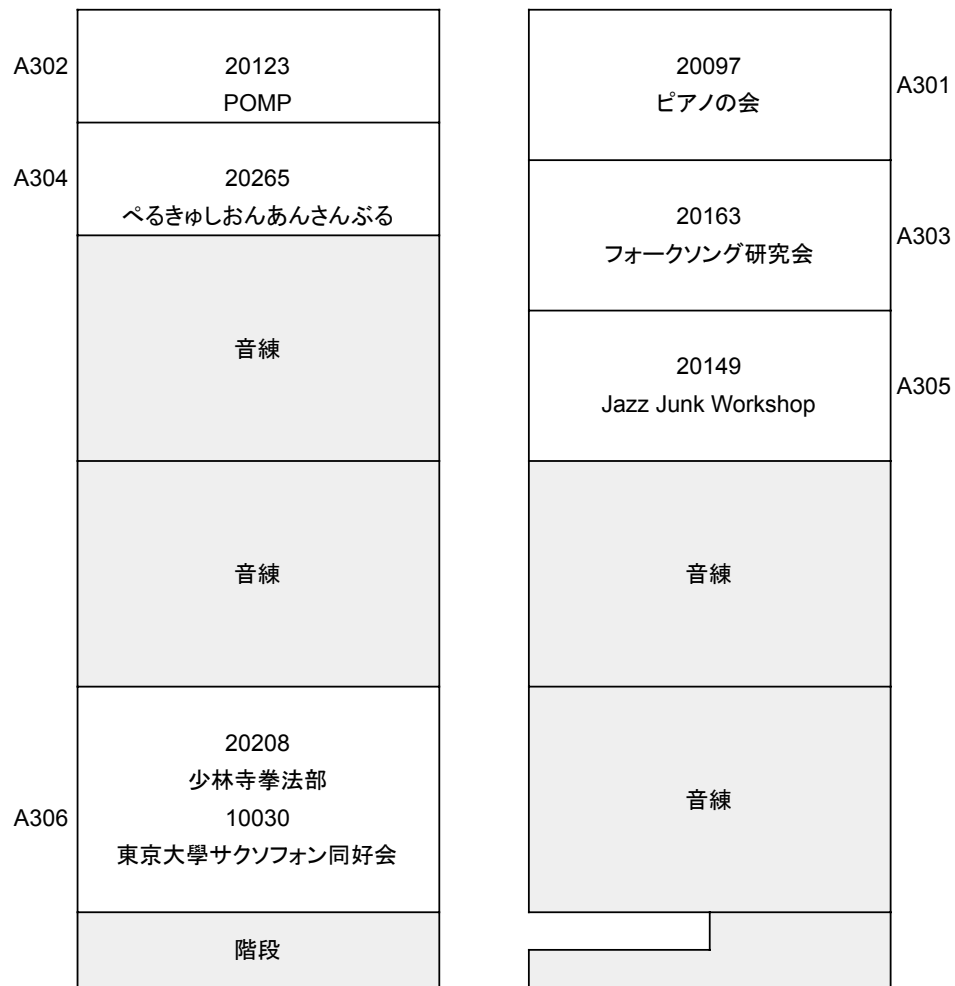 A302
20123
POMP
A304
20265
ぺるきゅしおんあんさんぶる
音練
音練
20208
少林寺拳法部
A306
10030
東京大學サクソフォン同好会
階段
20097
ピアノの会
A301
20163
フォークソング研究会
A303
20149
Jazz Junk Workshop
A305
音練
音練